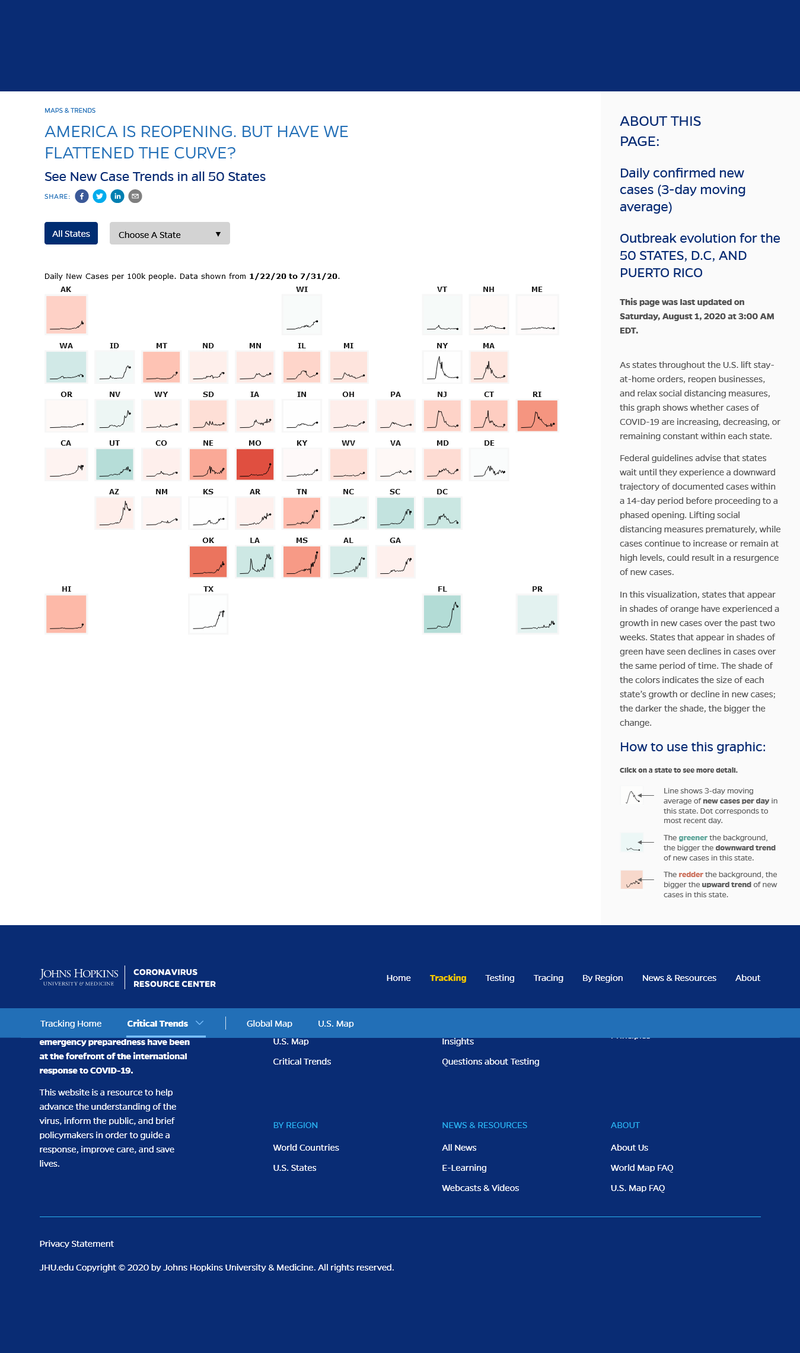 MAPS & TRENDS
AMERICA IS REOPENING. BUT HAVE WE
FLATTENED THE CURVE?
See New Case Trends in all 50 States
SHARE:
All States
Choose A State
Daily New Cases per 100k people. Data shown from 1/22/20 to 7/31/20.
AK WI VT NH ME
WA ID MT ND MN IL MI NY MA
OR NV WY SD IA IN OH PA NJ CT RI
CA UT CO NE MO KY WV VA MD DE
AZ NM KS AR TN NC SC DC
OK LA MS AL GA
HI TX FL PR
ABOUT THIS
PAGE:
Daily confirmed new
cases (3-day moving
average)
Outbreak evolution for the
50 STATES, D.C, AND
PUERTO RICO
This page was last updated on
Saturday, August 1, 2020 at 3:00 AM
EDT.
As states throughout the U.S. lift stay-
at-home orders, reopen businesses,
and relax social distancing measures,
this graph shows whether cases of
COVID-19 are increasing, decreasing, or
remaining constant within each state.
Federal guidelines advise that states
wait until they experience a downward
trajectory of documented cases within
a 14-day period before proceeding to a
phased opening. Lifting social
distancing measures prematurely, while
cases continue to increase or remain at
high levels, could result in a resurgence
of new cases.
In this visualization, states that appear
in shades of orange have experienced a
growth in new cases over the past two
weeks. States that appear in shades of
green have seen declines in cases over
the same period of time. The shade of
the colors indicates the size of each
state's growth or decline in new cases;
the darker the shade, the bigger the
change.
How to use this graphic:
Click on a state to see more detail.
Line shows 3-day moving
average of new cases per day in
this state. Dot corresponds to
most recent day.
The greener the background,
the bigger the downward trend
of new cases in this state.
The redder the background, the
bigger the upward trend of new
cases in this state.
JOHNS HOPKINS
UNIVERSITY & MEDICINE
CORONAVIRUS
RESOURCE CENTER
Home Tracking Testing Tracing By Region News & Resources About
Tracking Home Critical Trends Global Map U.S. Map
emergency preparedness have been
at the forefront of the international
response to COVID-19.
This website is a resource to help
advance the understanding of the
virus, inform the public, and brief
policymakers in order to guide a
response, improve care, and save
lives.
U.S. Map
Critical Trends
Insights
Questions about Testing
BY REGION
World Countries
U.S. States
NEWS & RESOURCES
All News
E-Learning
Webcasts & Videos
ABOUT
About Us
World Map FAQ
U.S. Map FAQ
Privacy Statement
JHU.edu Copyright © 2020 by Johns Hopkins University & Medicine. All rights reserved.